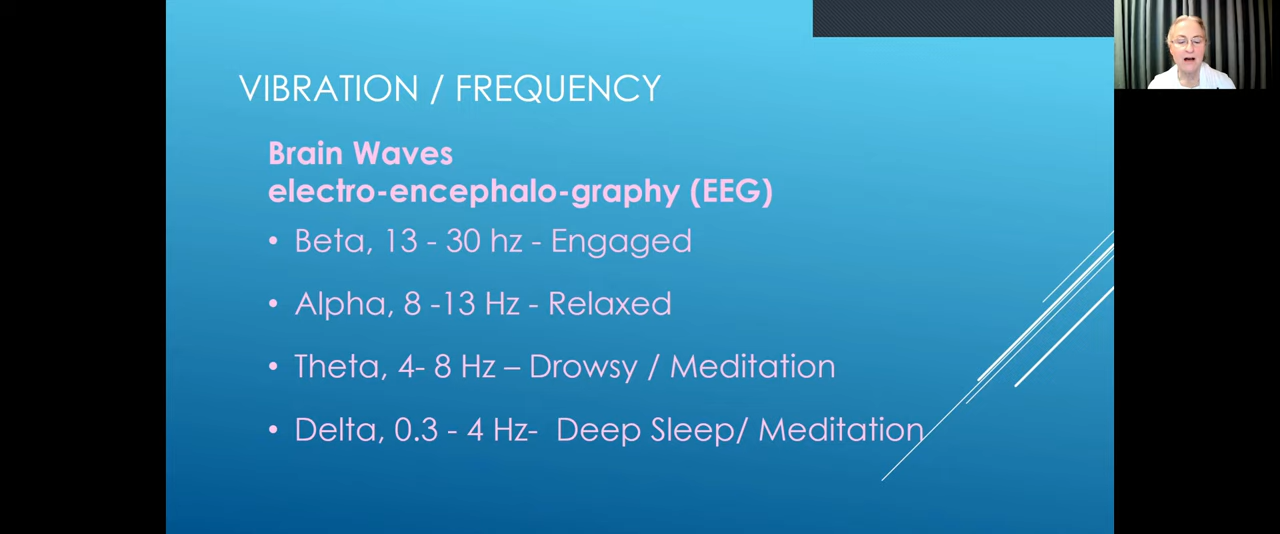 VIBRATION / FREQUENCY
Brain Waves
electro-encephalo-graphy (EEG)
• Beta, 13 - 30 hz - Engaged
• Alpha, 8 -13 Hz - Relaxed
• Theta, 4- 8 Hz – Drowsy / Meditation
• Delta, 0.3 - 4 Hz-  Deep Sleep/ Meditation